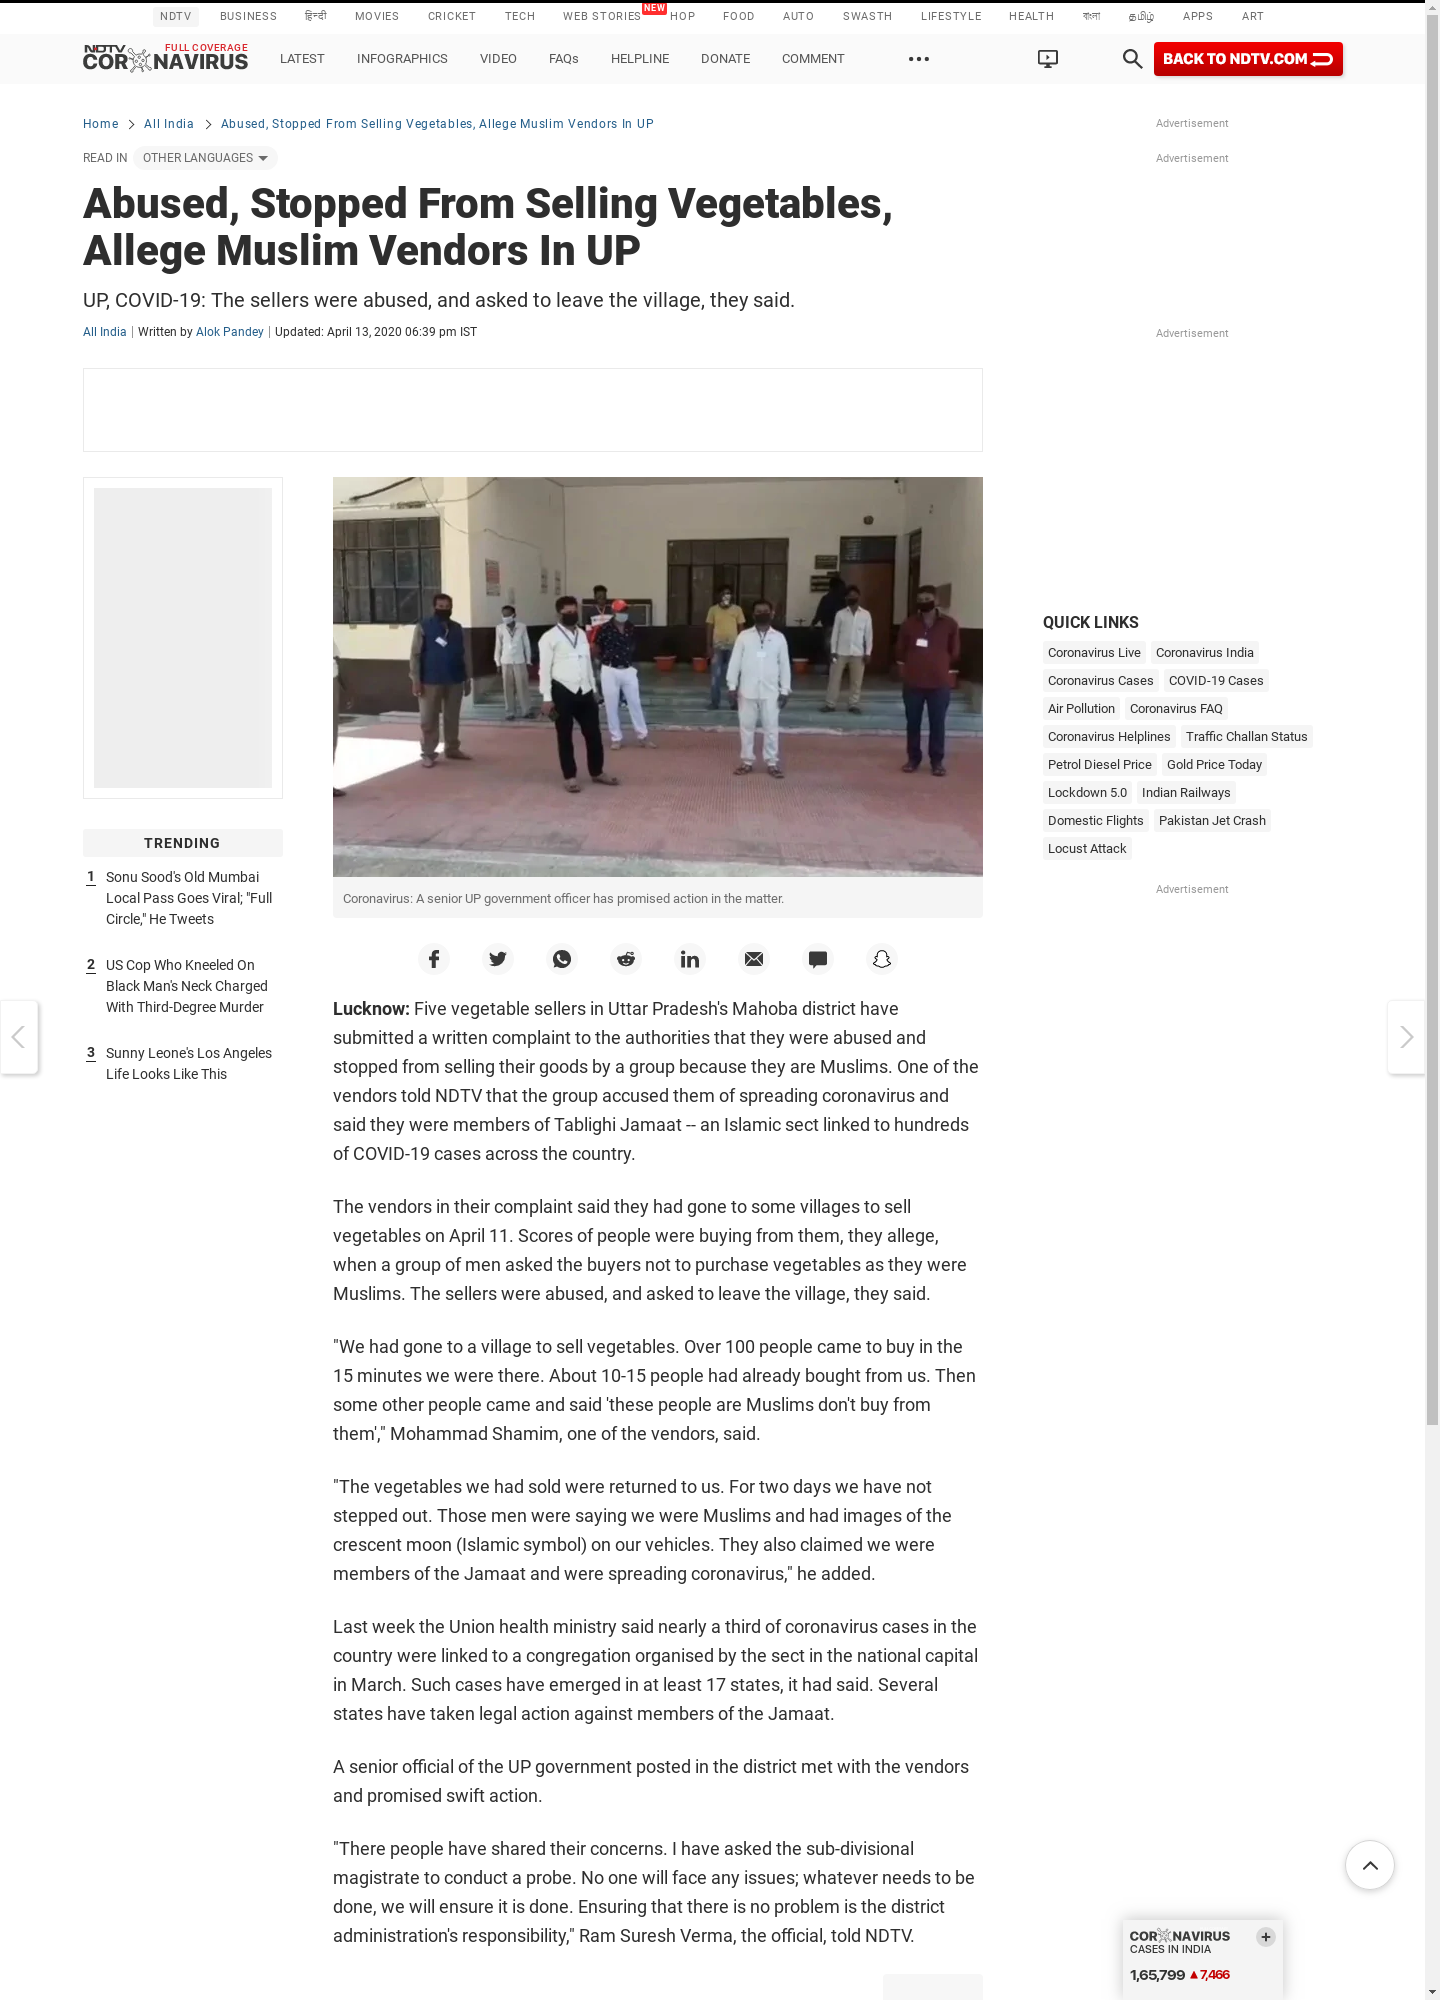 NDTV BUSINESS हिन्दी MOVIES CRICKET TECH WEB STORIES NEW HOP FOOD AUTO SWASTH LIFESTYLE HEALTH বাংলা தமிழ் APPS ART
NDTV FULL COVERAGE
CORONAVIRUS
LATEST INFOGRAPHICS VIDEO FAQs HELPLINE DONATE COMMENT BACK TO NDTV.COM
Home All India Abused, Stopped From Selling Vegetables, Allege Muslim Vendors In UP
READ IN OTHER LANGUAGES
Abused, Stopped From Selling Vegetables,
Allege Muslim Vendors In UP
UP, COVID-19: The sellers were abused, and asked to leave the village, they said.
All India | Written by Alok Pandey | Updated: April 13, 2020 06:39 pm IST
Coronavirus: A senior UP government officer has promised action in the matter.
TRENDING
1 Sonu Sood's Old Mumbai
Local Pass Goes Viral; "Full
Circle," He Tweets
2 US Cop Who Kneeled On
Black Man's Neck Charged
With Third-Degree Murder
3 Sunny Leone's Los Angeles
Life Looks Like This
Lucknow: Five vegetable sellers in Uttar Pradesh's Mahoba district have
submitted a written complaint to the authorities that they were abused and
stopped from selling their goods by a group because they are Muslims. One of the
vendors told NDTV that the group accused them of spreading coronavirus and
said they were members of Tablighi Jamaat -- an Islamic sect linked to hundreds
of COVID-19 cases across the country.
The vendors in their complaint said they had gone to some villages to sell
vegetables on April 11. Scores of people were buying from them, they allege,
when a group of men asked the buyers not to purchase vegetables as they were
Muslims. The sellers were abused, and asked to leave the village, they said.
"We had gone to a village to sell vegetables. Over 100 people came to buy in the
15 minutes we were there. About 10-15 people had already bought from us. Then
some other people came and said 'these people are Muslims don't buy from
them'," Mohammad Shamim, one of the vendors, said.
"The vegetables we had sold were returned to us. For two days we have not
stepped out. Those men were saying we were Muslims and had images of the
crescent moon (Islamic symbol) on our vehicles. They also claimed we were
members of the Jamaat and were spreading coronavirus," he added.
Last week the Union health ministry said nearly a third of coronavirus cases in the
country were linked to a congregation organised by the sect in the national capital
in March. Such cases have emerged in at least 17 states, it had said. Several
states have taken legal action against members of the Jamaat.
A senior official of the UP government posted in the district met with the vendors
and promised swift action.
"There people have shared their concerns. I have asked the sub-divisional
magistrate to conduct a probe. No one will face any issues; whatever needs to be
done, we will ensure it is done. Ensuring that there is no problem is the district
administration's responsibility," Ram Suresh Verma, the official, told NDTV.
Advertisement
Advertisement
Advertisement
QUICK LINKS
Coronavirus Live Coronavirus India
Coronavirus Cases COVID-19 Cases
Air Pollution Coronavirus FAQ
Coronavirus Helplines Traffic Challan Status
Petrol Diesel Price Gold Price Today
Lockdown 5.0 Indian Railways
Domestic Flights Pakistan Jet Crash
Locust Attack
Advertisement
CORONAVIRUS
CASES IN INDIA
1,65,799 ▲7,466